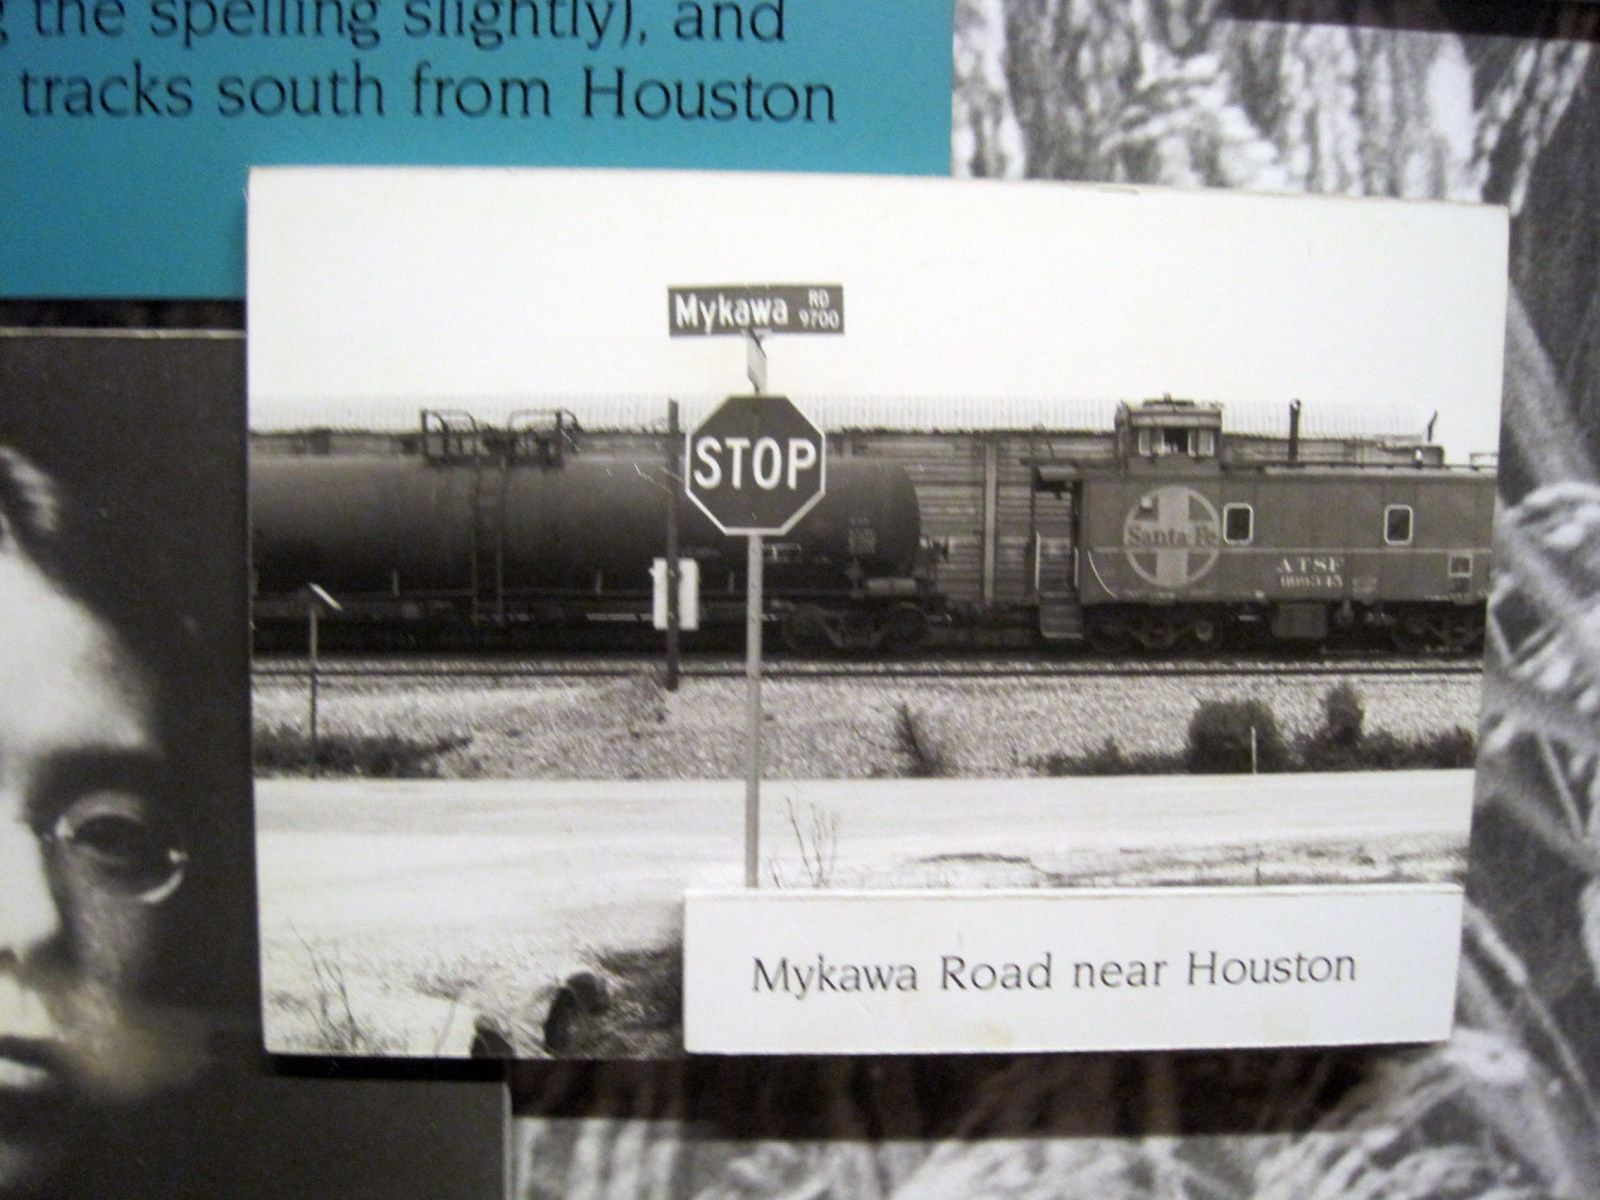 the spelling slightly), and
tracks south from Houston
Mykawa RD 9700
STOP
Santa Fe
ATSF
999345
Mykawa Road near Houston